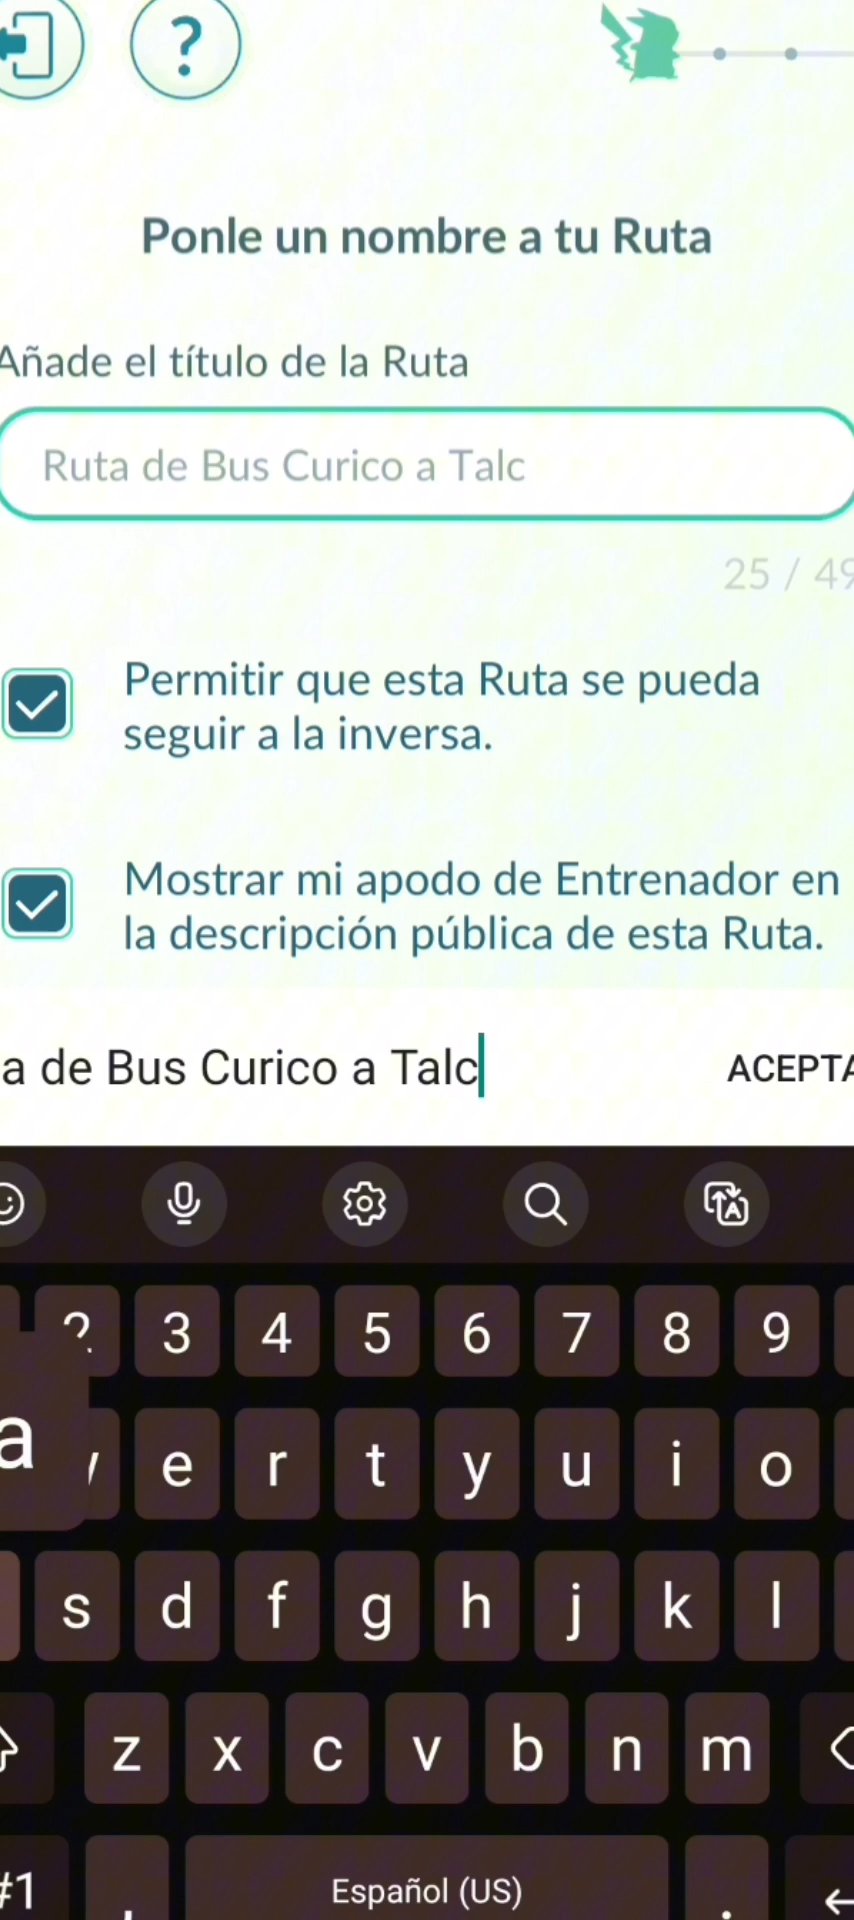 ?
Ponle un nombre a tu Ruta
Añade el título de la Ruta
Ruta de Bus Curico a Talc
25 / 49
Permitir que esta Ruta se pueda
seguir a la inversa.
Mostrar mi apodo de Entrenador en
la descripción pública de esta Ruta.
a de Bus Curico a Talc
ACEPTA
3 4 5 6 7 8 9
a e r t y u i o
s d f g h j k l
z x c v b n m
#1 , Español (US) .